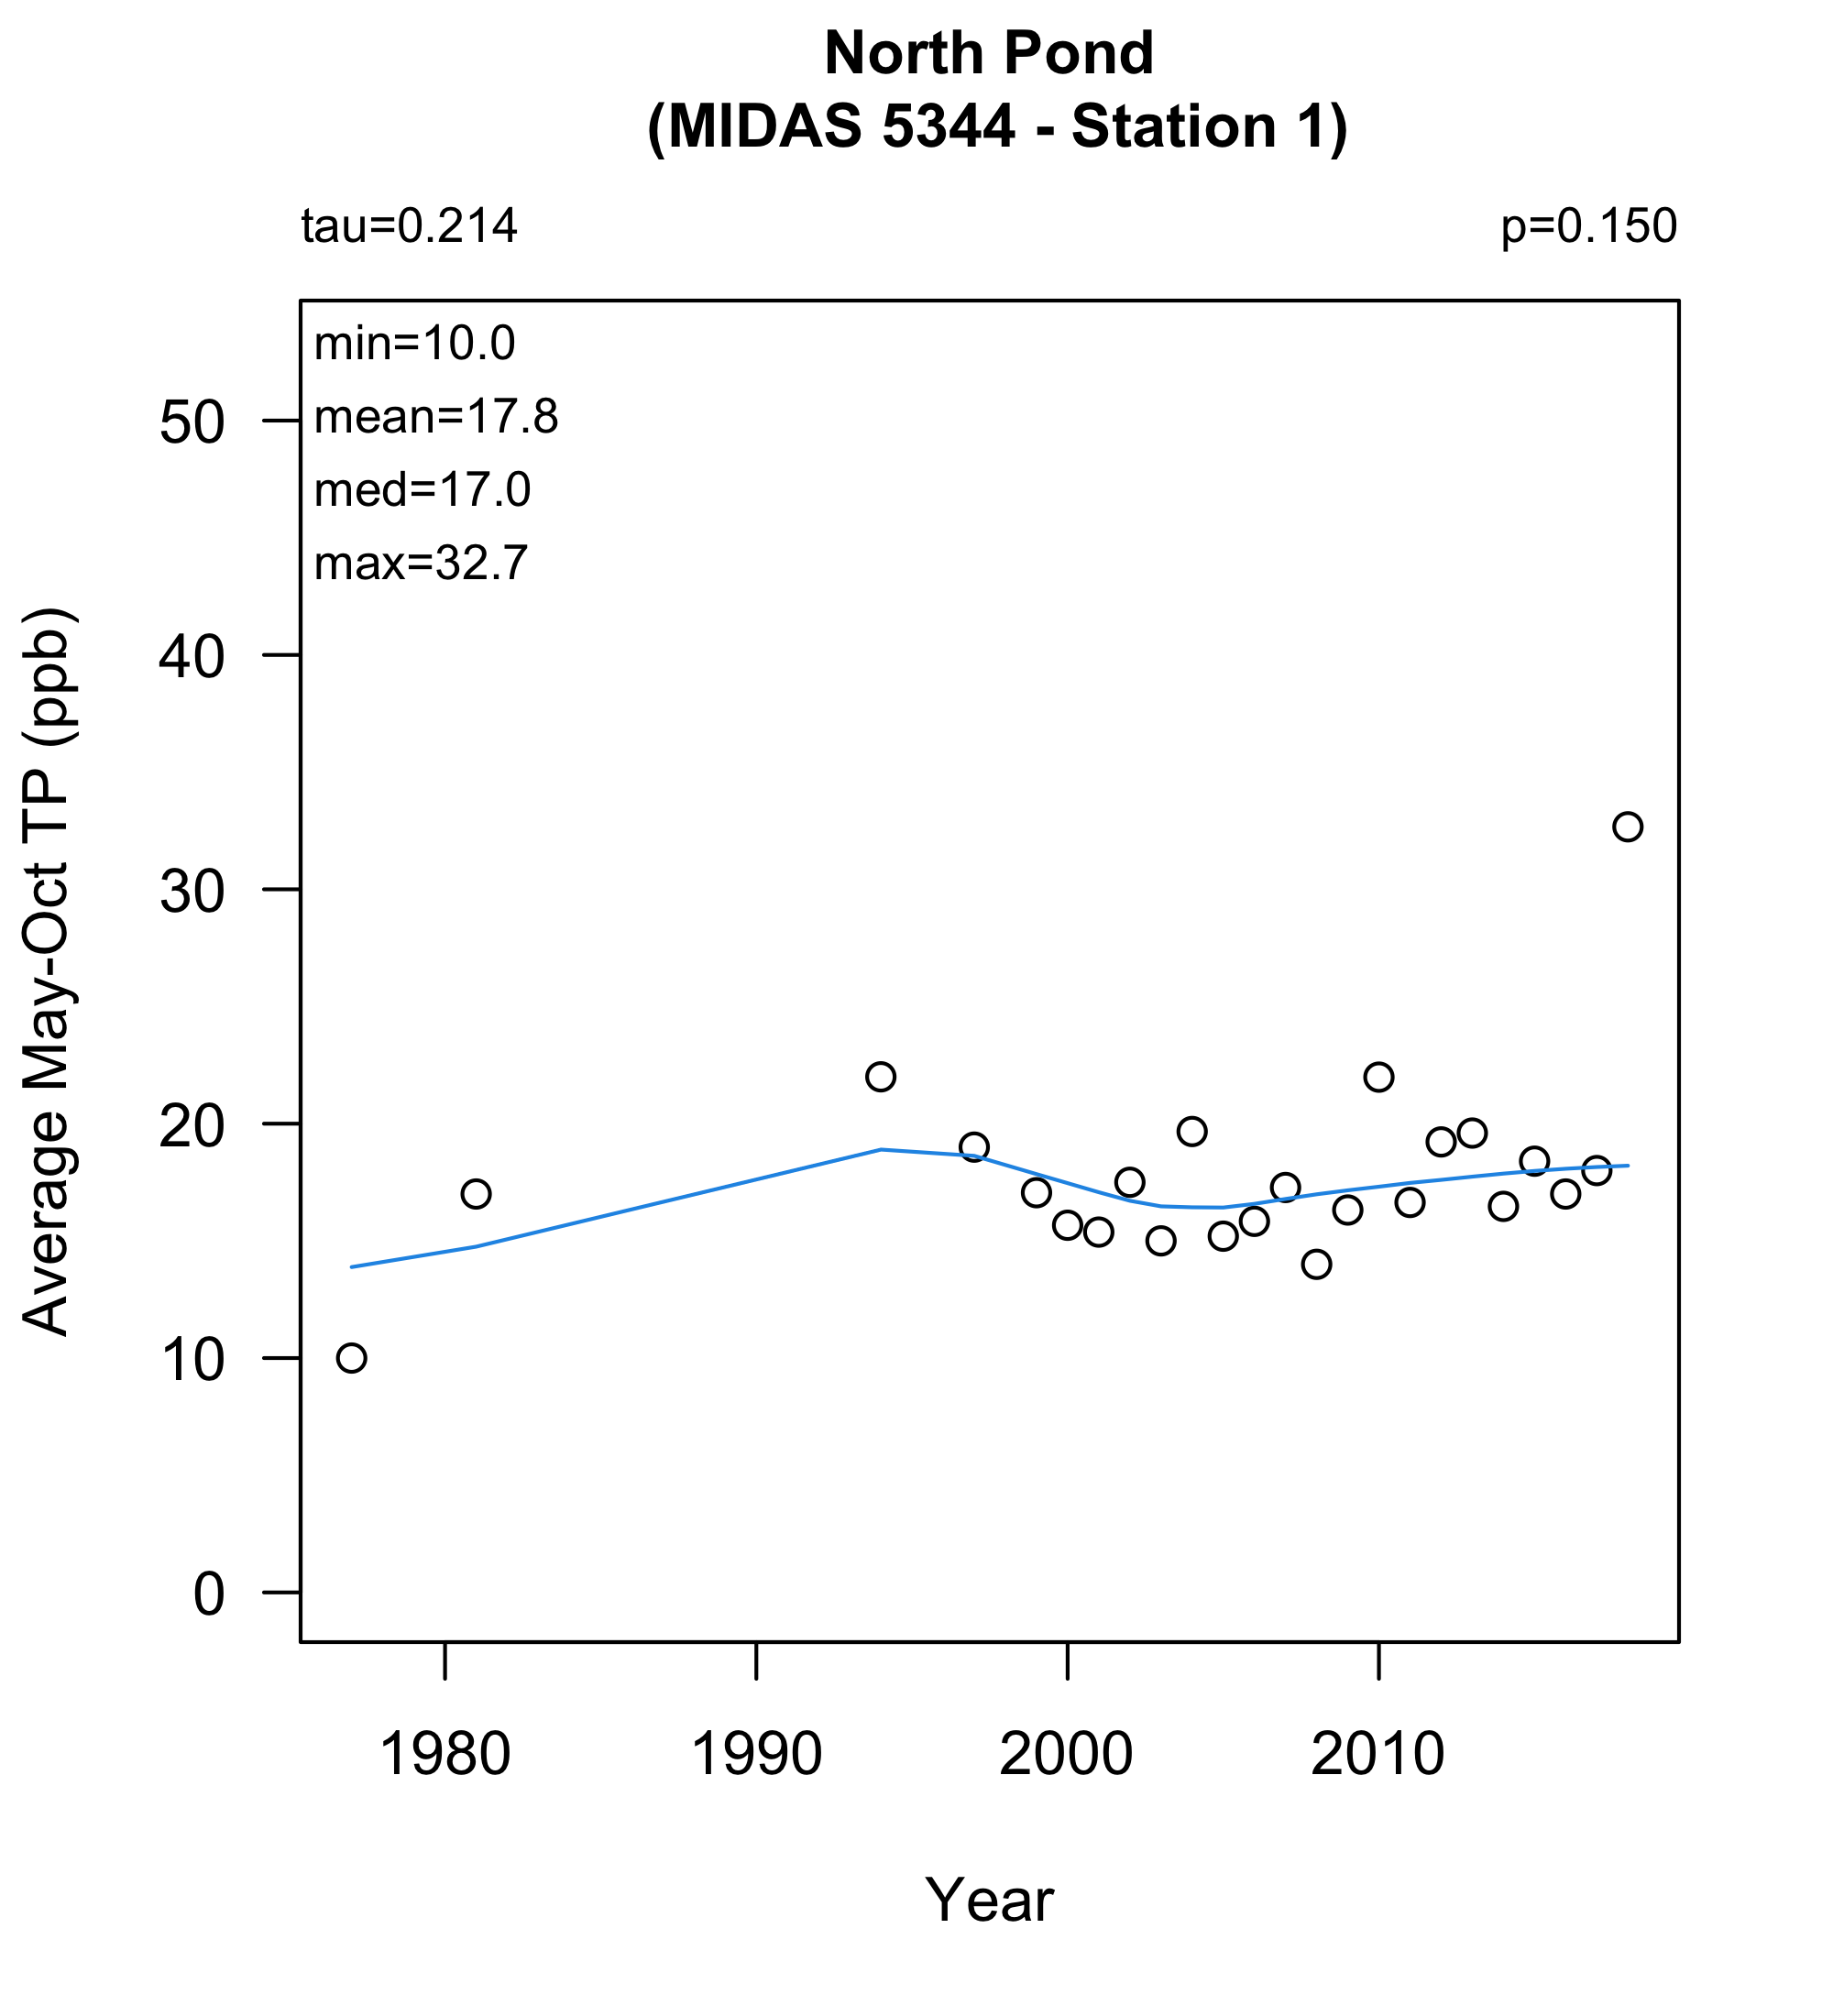 North Pond
(MIDAS 5344 - Station 1)
tau=0.214
p=0.150
min=10.0
mean=17.8
med=17.0
max=32.7
Average May-Oct TP (ppb)
50
40
30
20
10
0
1980
1990
2000
2010
Year